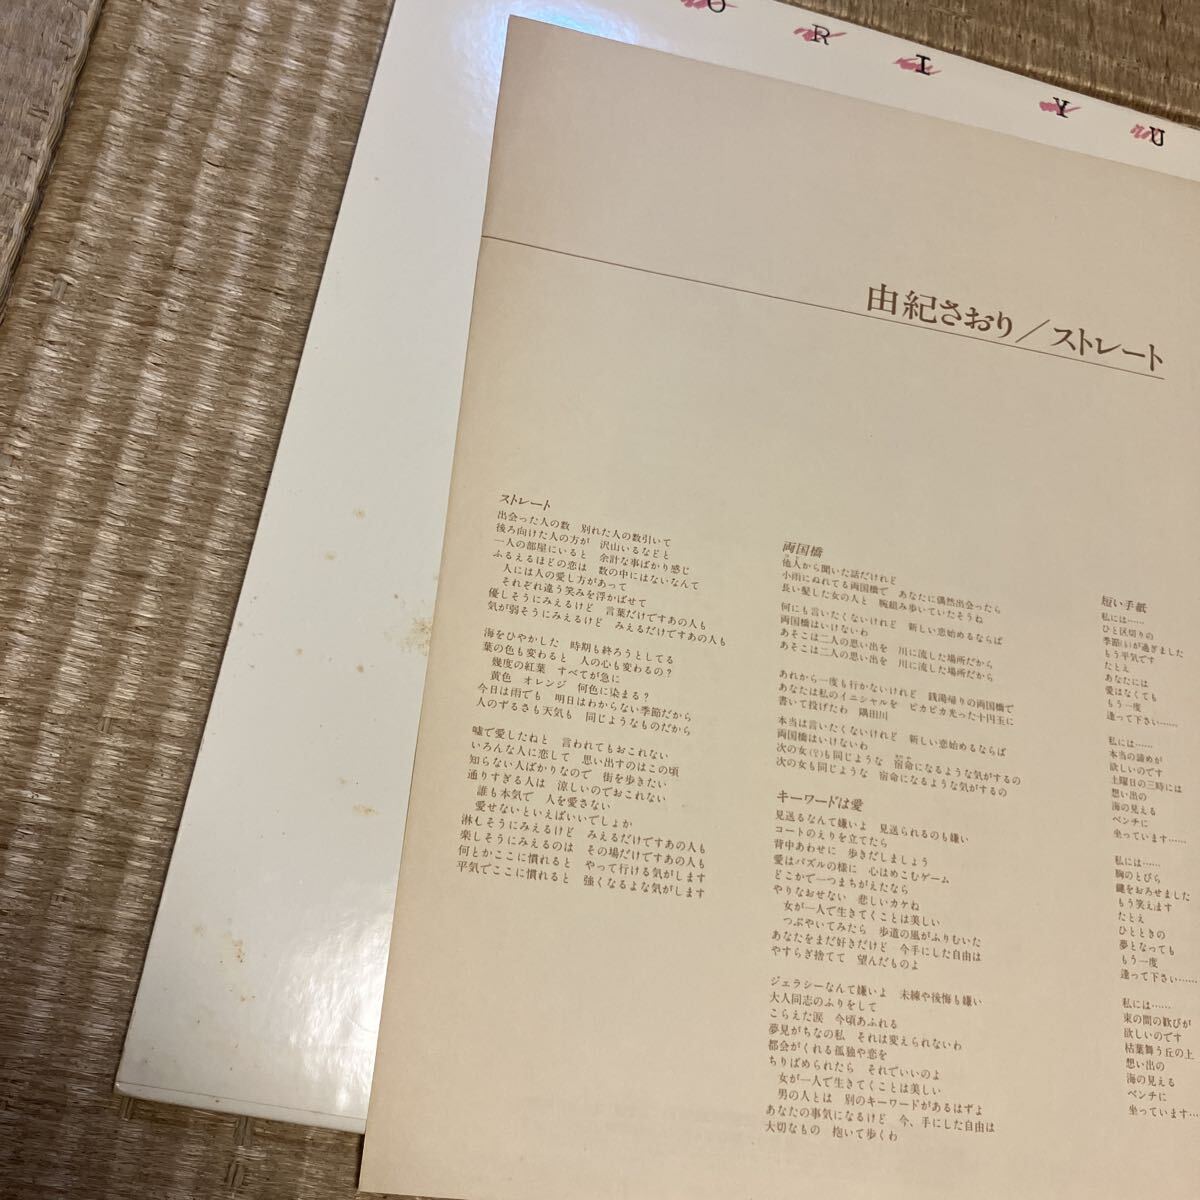 O R I Y U
由紀さおり／ストレート
ストレート
出会った人の数　別れた人の数引いて
後ろ向けた人の方が　沢山いるなどと
一人の部屋にいると　余計な事ばかり感じ
ふるえるほどの恋は　数の中にはないなんて
人には人の愛し方があって
それぞれ違う笑みを浮かばせて
優しそうにみえるけど　言葉だけですあの人も
気が弱そうにみえるけど　みえるだけですあの人も
海をひやかした　時期も終ろうとしてる
葉の色も変わると　人の心も変わるの？
幾度の紅葉　すべてが急に
黄色　オレンジ　何色に染まる？
今日は雨でも　明日はわからない季節だから
人のずるさも天気も　同じようなものだから
嘘で愛したねと　言われてもおこれない
いろんな人に恋して　思い出すのはこの頃
知らない人ばかりなので　街を歩きたい
通りすぎる人は　涼しいのでおこれない
誰も本気で　人を愛さない
愛せないといえばいいでしょか
淋しそうにみえるけど　みえるだけですあの人も
楽しそうにみえるのは　その場だけですあの人も
何とかここに慣れると　やって行ける気がします
平気でここに慣れると　強くなるよな気がします
両国橋
他人から聞いた話だけれど
小雨にぬれてる両国橋で　あなたに偶然出会ったら
長い髪した女の人と　腕組み歩いていたそうね
何にも言いたくないけれど　新しい恋始めるならば
両国橋はいけないわ
あそこは二人の思い出を　川に流した場所だから
あそこは二人の思い出を　川に流した場所だから
あれから一度も行かないけれど　銭湯帰りの両国橋で
あなたは私のイニシャルを　ピカピカ光った十円玉に
書いて投げたわ　隅田川
本当は言いたくないけれど　新しい恋始めるならば
両国橋はいけないわ
次の女(ひと)も同じような　宿命になるような気がするの
次の女も同じような　宿命になるような気がするの
キーワードは愛
見送るなんて嫌いよ　見送られるのも嫌い
コートのえりを立てたら
背中あわせに　歩きだしましょう
愛はパズルの様に　心はめこむゲーム
どこかで一つまちがえたなら
やりなおせない　悲しいカケね
女が一人で生きてくことは美しい
つぶやいてみたら　歩道の風がふりむいた
あなたをまだ好きだけど　今手にした自由は
やすらぎ捨てて　望んだものよ
ジェラシーなんて嫌いよ　未練や後悔も嫌い
大人同志のふりをして
こらえた涙　今頃あふれる
夢見がちなの私　それは変えられないわ
都会がくれる孤独や恋を
ちりばめられたら　それでいいのよ
女が一人で生きてくことは美しい
男の人とは　別のキーワードがあるはずよ
あなたの事気になるけど　今、手にした自由は
大切なもの　抱いて歩くわ
短い手紙
私には……
ひと区切りの
季節(とき)が過ぎました
もう平気です
たとえ
あなたには
愛はなくても
もう一度
逢って下さい……
私には……
本当の諦めが
欲しいのです
土曜日の三時には
想い出の
海の見える
ベンチに
坐っています……
私には……
胸のとびら
鍵をおろせました
もう笑えます
たとえ
ひとときの
夢となっても
もう一度
逢って下さい……
私には……
束の間の歓びが
欲しいのです
枯葉舞う丘の上
想い出の
海の見える
ベンチに
坐っています…